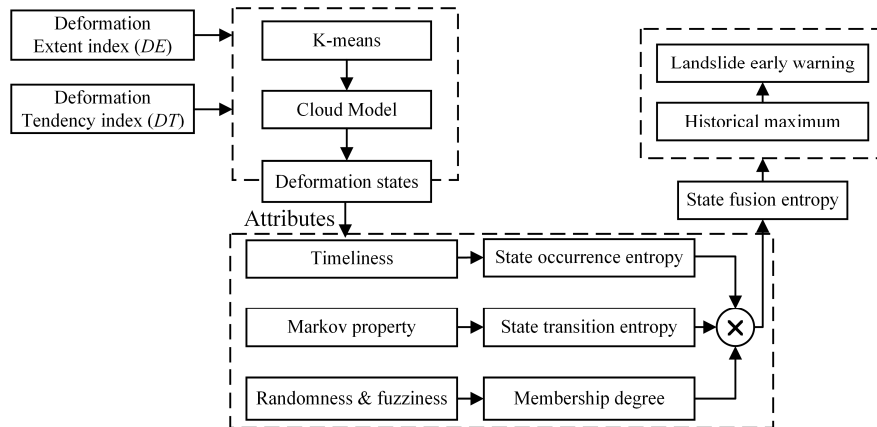 Deformation
Extent index (DE)
Deformation
Tendency index (DT)
K-means
Cloud Model
Deformation states
Landslide early warning
Historical maximum
State fusion entropy
Attributes
Timeliness
State occurrence entropy
Markov property
State transition entropy
Randomness & fuzziness
Membership degree